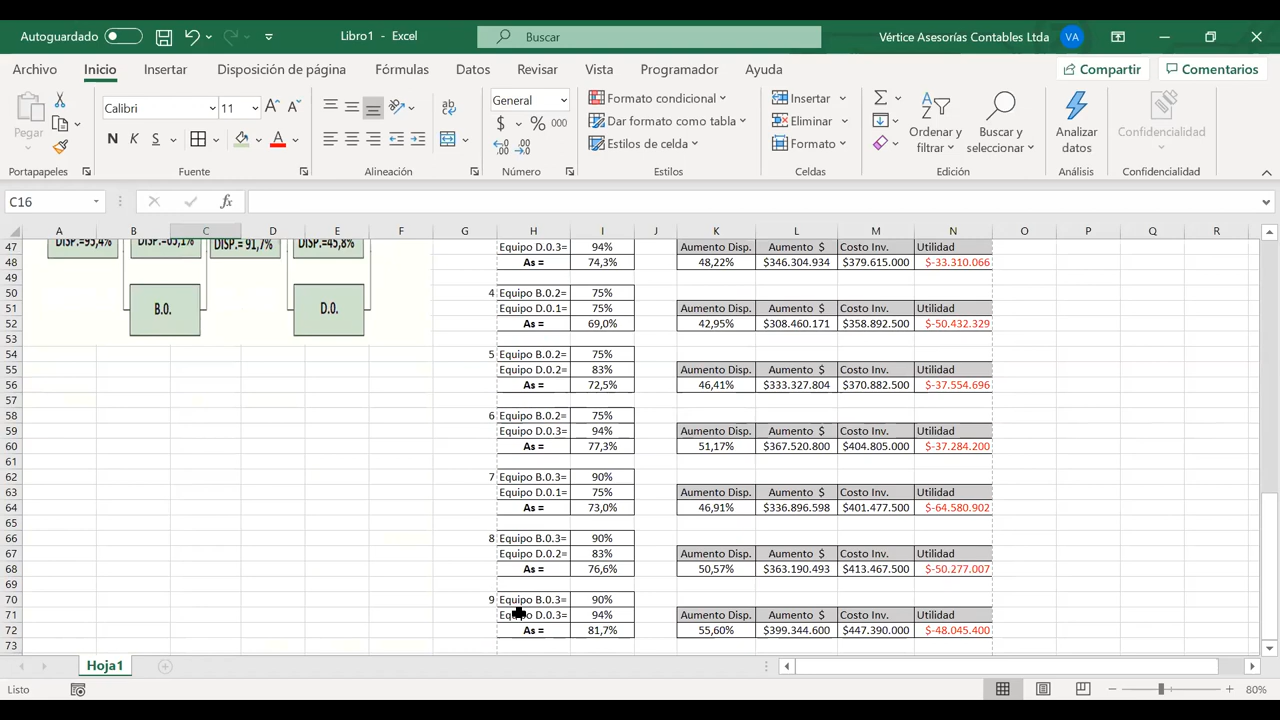 Autoguardado Libro1 - Excel Buscar Vértice Asesorías Contables Ltda VA
Archivo Inicio Insertar Disposición de página Fórmulas Datos Revisar Vista Programador Ayuda Compartir Comentarios
Calibri 11 General Formato condicional Insertar
Pegar N K S $ % 000 Dar formato como tabla Eliminar Ordenar y filtrar Buscar y seleccionar Analizar datos Confidencialidad
Estilos de celda Formato
Portapapeles Fuente Alineación Número Estilos Celdas Edición Análisis Confidencialidad
C16 fx
A B C D E F G H I J K L M N O P Q R
47 DISP.=95,4% DISP.=65,1% DISP.= 91,7% DISP.=45,8% Equipo D.0.3= 94% Aumento Disp. Aumento $ Costo Inv. Utilidad
48 As = 74,3% 48,22% $346.304.934 $379.615.000 $-33.310.066
49
50 4 Equipo B.0.2= 75%
51 B.0. D.0. Equipo D.0.1= 75% Aumento Disp. Aumento $ Costo Inv. Utilidad
52 As = 69,0% 42,95% $308.460.171 $358.892.500 $-50.432.329
53
54 5 Equipo B.0.2= 75%
55 Equipo D.0.2= 83% Aumento Disp. Aumento $ Costo Inv. Utilidad
56 As = 72,5% 46,41% $333.327.804 $370.882.500 $-37.554.696
57
58 6 Equipo B.0.2= 75%
59 Equipo D.0.3= 94% Aumento Disp. Aumento $ Costo Inv. Utilidad
60 As = 77,3% 51,17% $367.520.800 $404.805.000 $-37.284.200
61
62 7 Equipo B.0.3= 90%
63 Equipo D.0.1= 75% Aumento Disp. Aumento $ Costo Inv. Utilidad
64 As = 73,0% 46,91% $336.896.598 $401.477.500 $-64.580.902
65
66 8 Equipo B.0.3= 90%
67 Equipo D.0.2= 83% Aumento Disp. Aumento $ Costo Inv. Utilidad
68 As = 76,6% 50,57% $363.190.493 $413.467.500 $-50.277.007
69
70 9 Equipo B.0.3= 90%
71 Equipo D.0.3= 94% Aumento Disp. Aumento $ Costo Inv. Utilidad
72 As = 81,7% 55,60% $399.344.600 $447.390.000 $-48.045.400
73
Hoja1
Listo 80%